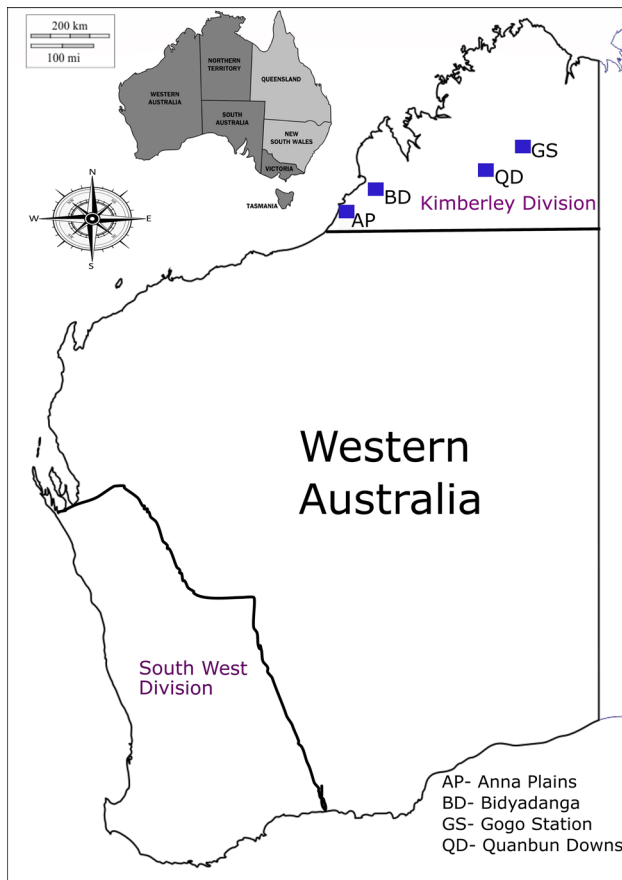 200 km
100 mi
NORTHERN
TERRITORY
QUEENSLAND
WESTERN
AUSTRALIA
SOUTH
AUSTRALIA
NEW
SOUTH WALES
VICTORIA
TASMANIA
N
W
E
S
GS
QD
BD
AP
Kimberley Division
Western
Australia
South West
Division
AP- Anna Plains
BD- Bidyadanga
GS- Gogo Station
QD- Quanbun Downs